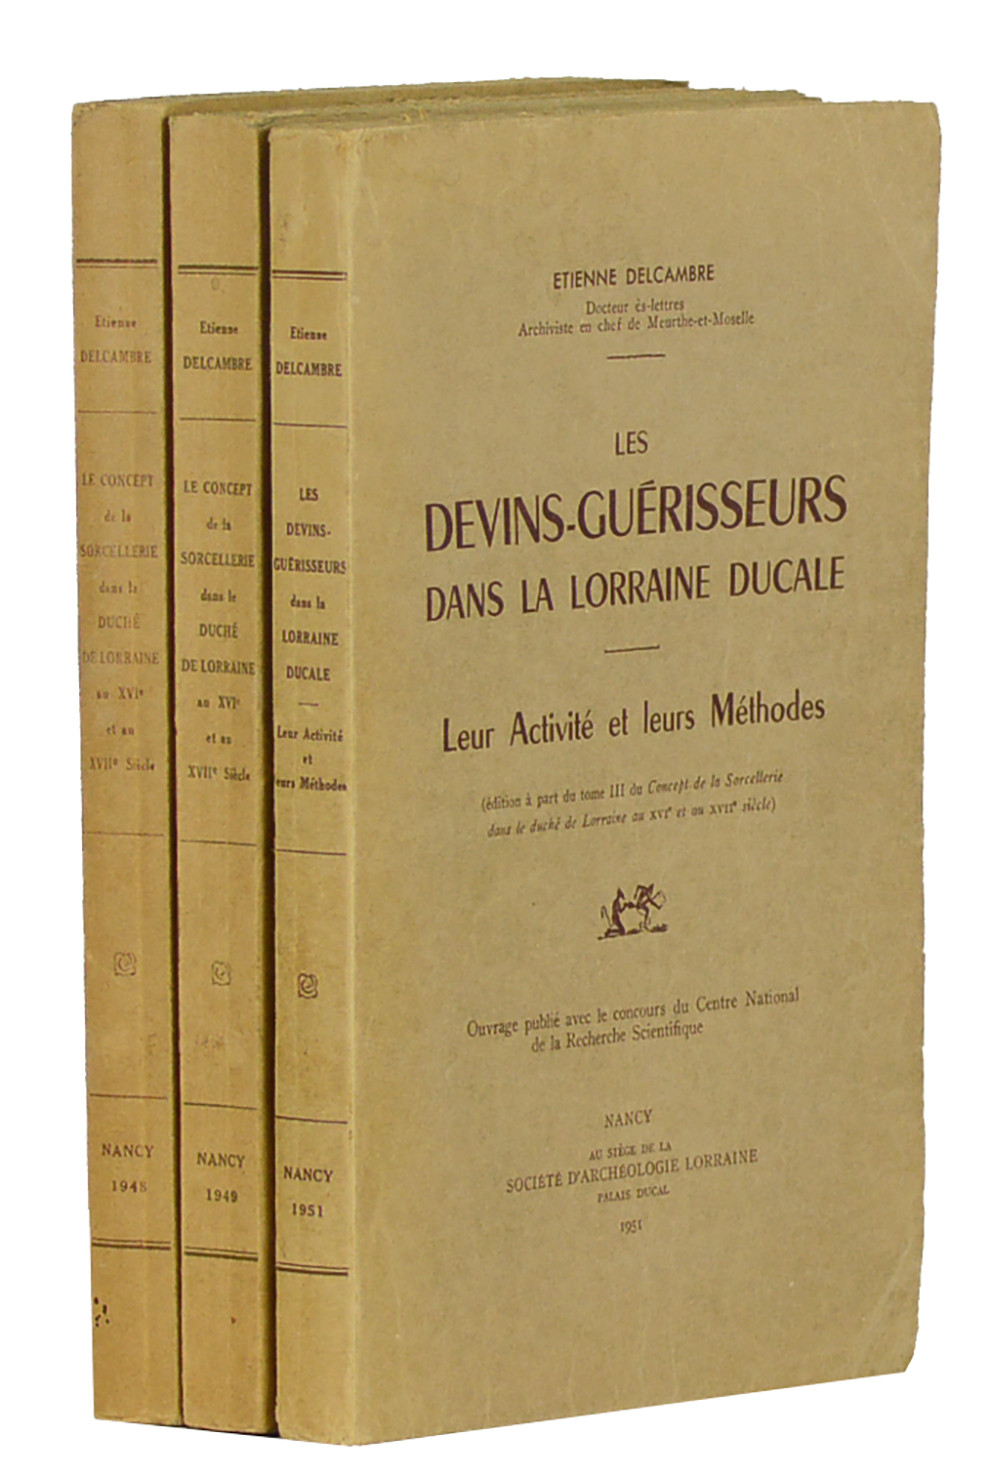 Etienne
DELCAMBRE
LE CONCEPT
de la
SORCELLERIE
dans le
DUCHÉ
DE LORRAINE
au XVIe
et au
XVIIe Siècle
NANCY
1948
Etienne
DELCAMBRE
LE CONCEPT
de la
SORCELLERIE
dans le
DUCHÉ
DE LORRAINE
au XVIe
et au
XVIIe Siècle
NANCY
1949
Etienne
DELCAMBRE
LES
DEVINS-
GUÉRISSEURS
dans la
LORRAINE
DUCALE
Leur Activité
et
leurs Méthodes
NANCY
1951
ETIENNE DELCAMBRE
Docteur ès-lettres
Archiviste en chef de Meurthe-et-Moselle
LES
DEVINS-GUÉRISSEURS
DANS LA LORRAINE DUCALE
Leur Activité et leurs Méthodes
(édition à part du tome III du Concept de la Sorcellerie
dans le duché de Lorraine au XVIe et au XVIIe siècle)
Ouvrage publié avec le concours du Centre National
de la Recherche Scientifique
NANCY
AU SIÈGE DE LA
SOCIÉTÉ D'ARCHÉOLOGIE LORRAINE
PALAIS DUCAL
1951